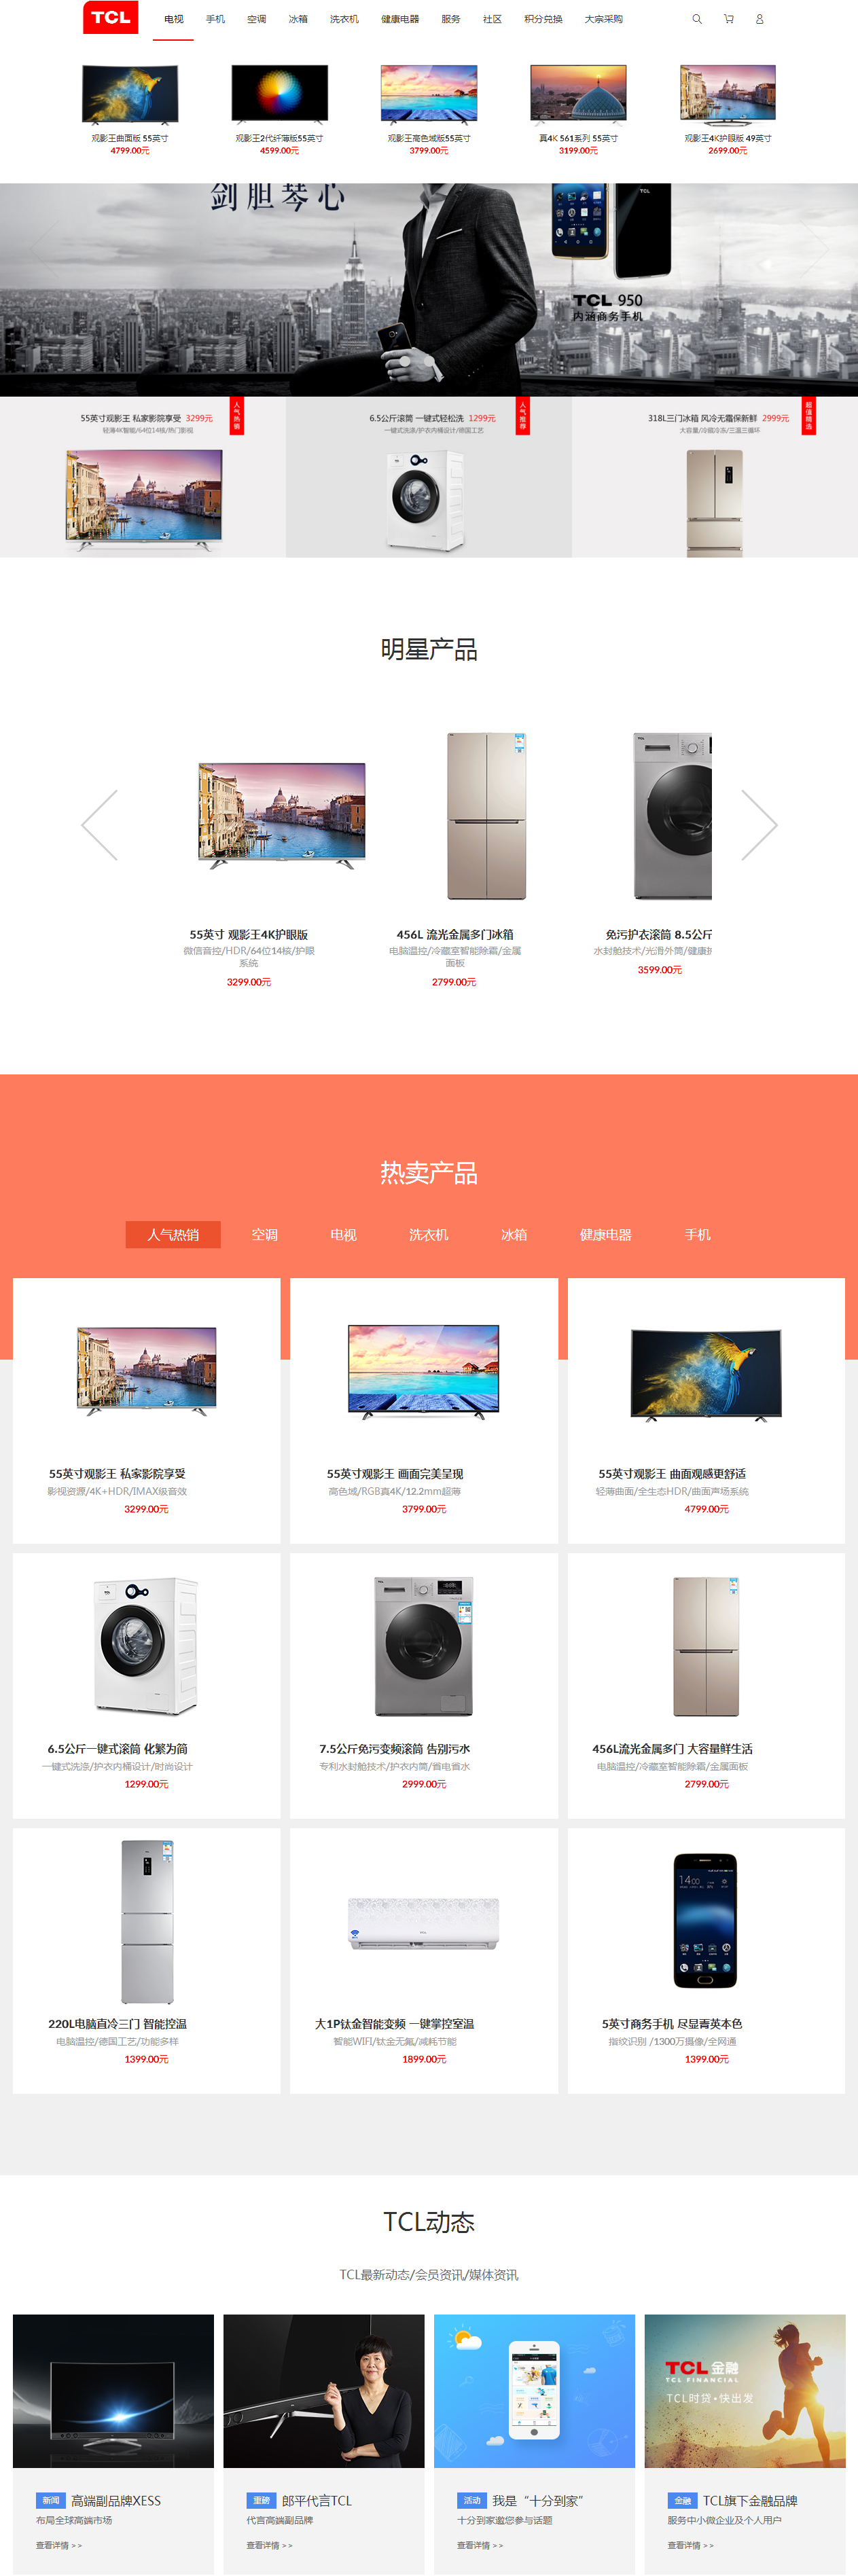 TCL 电视 手机 空调 冰箱 洗衣机 健康电器 服务 社区 积分兑换 大宗采购
观影王曲面版 55英寸 观影王2代纤薄版55英寸 观影王高色域版55英寸 真4K 561系列 55英寸 观影王4K护眼版 49英寸
4799.00元 4599.00元 3799.00元 3199.00元 2699.00元
剑胆琴心
TCL
TCL 950
内涵商务手机
55英寸观影王 私家影院享受 3299元
轻薄4K智能/64位14核/热门影视
人气热销
6.5公斤滚筒 一键式轻松洗 1299元
一键式洗涤/护衣内桶设计/德国工艺
人气推荐
318L三门冰箱 风冷无霜保新鲜 2999元
大容量/冷藏冷冻/三温三循环
超值精选
明星产品
55英寸 观影王4K护眼版
微信音控/HDR/64位14核/护眼
系统
3299.00元
456L 流光金属多门冰箱
电脑温控/冷藏室智能除霜/金属
面板
2799.00元
免污护衣滚筒 8.5公斤
水封舱技术/光滑外筒/健康护
3599.00元
热卖产品
人气热销 空调 电视 洗衣机 冰箱 健康电器 手机
55英寸观影王 私家影院享受
影视资源/4K+HDR/IMAX级音效
3299.00元
55英寸观影王 画面完美呈现
高色域/RGB真4K/12.2mm超薄
3799.00元
55英寸观影王 曲面观感更舒适
轻薄曲面/全生态HDR/曲面声场系统
4799.00元
6.5公斤一键式滚筒 化繁为简
一键式洗涤/护衣内桶设计/时尚设计
1299.00元
7.5公斤免污变频滚筒 告别污水
专利水封舱技术/护衣内筒/省电省水
2999.00元
456L流光金属多门 大容量鲜生活
电脑温控/冷藏室智能除霜/金属面板
2799.00元
220L电脑直冷三门 智能控温
电脑温控/德国工艺/功能多样
1399.00元
大1P钛金智能变频 一键掌控室温
智能WIFI/钛金无氟/减耗节能
1899.00元
14:00
5英寸商务手机 尽显菁英本色
指纹识别 /1300万摄像/全网通
1399.00元
TCL动态
TCL最新动态/会员资讯/媒体资讯
TCL金融
TCL FINANCIAL
TCL时贷·快出发
新闻 高端副品牌XESS
布局全球高端市场
查看详情 >>
重磅 郎平代言TCL
代言高端副品牌
查看详情 >>
活动 我是“十分到家”
十分到家邀您参与话题
查看详情 >>
金融 TCL旗下金融品牌
服务中小微企业及个人用户
查看详情 >>